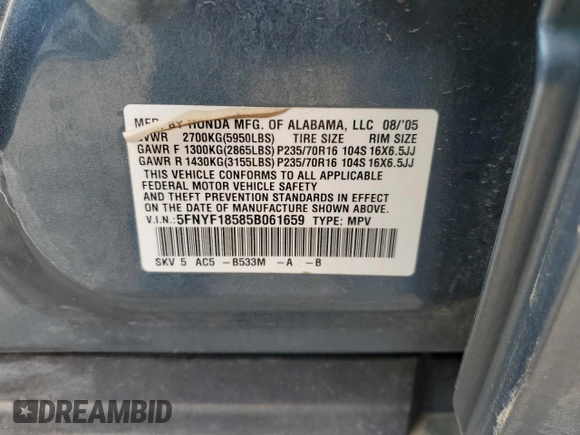 MFD. BY HONDA MFG. OF ALABAMA, LLC 08/'05
GVWR 2700KG(5950LBS) TIRE SIZE RIM SIZE
GAWR F 1300KG(2865LBS)P235/70R16 104S 16X6.5JJ
GAWR R 1430KG(3155LBS)P235/70R16 104S 16X6.5JJ
THIS VEHICLE CONFORMS TO ALL APPLICABLE
FEDERAL MOTOR VEHICLE SAFETY
AND THEFT PREVENTION STANDARDS IN EFFECT
ON THE DATE OF MANUFACTURE SHOWN ABOVE.
V.I.N.:5FNYF18585B061659 TYPE: MPV
SKV 5 AC5 -B533M -A -B
DREAMBID